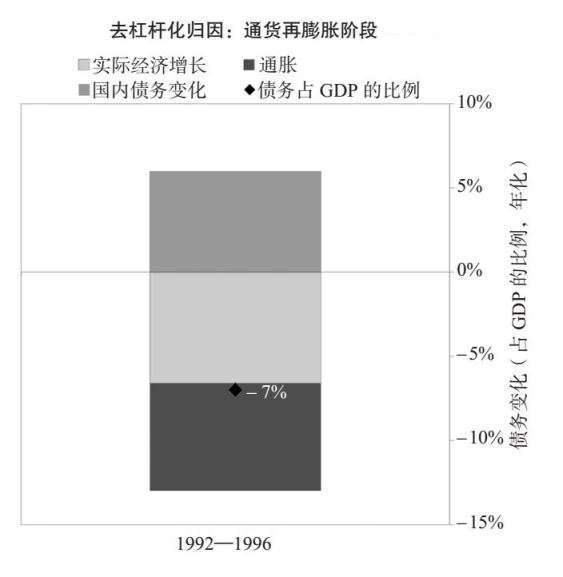 去杠杆化归因：通货再膨胀阶段
实际经济增长 通胀
国内债务变化 债务占 GDP 的比例
10%
5%
0%
−5%
−10%
−15%
债务变化（占 GDP 的比例，年化）
−7%
1992—1996